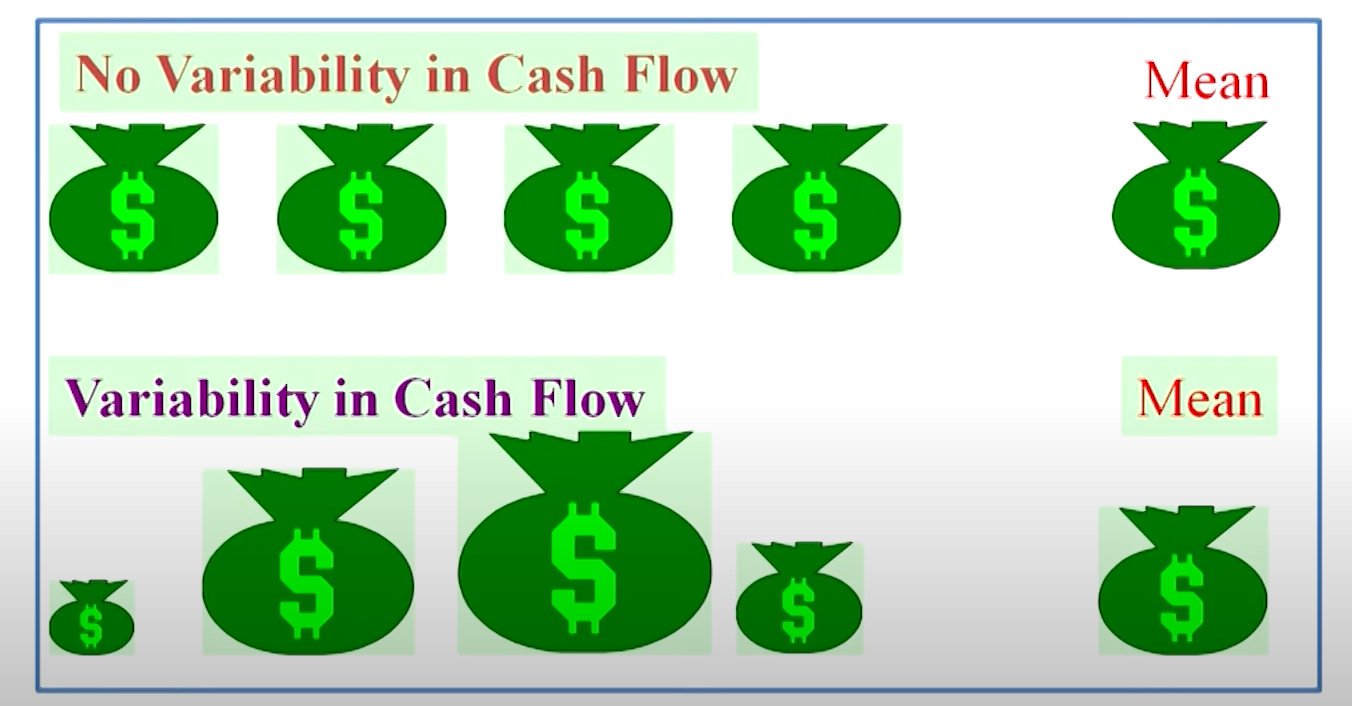 No Variability in Cash Flow
Mean
$ $ $ $ $
Variability in Cash Flow
Mean
$ $ $ $ $